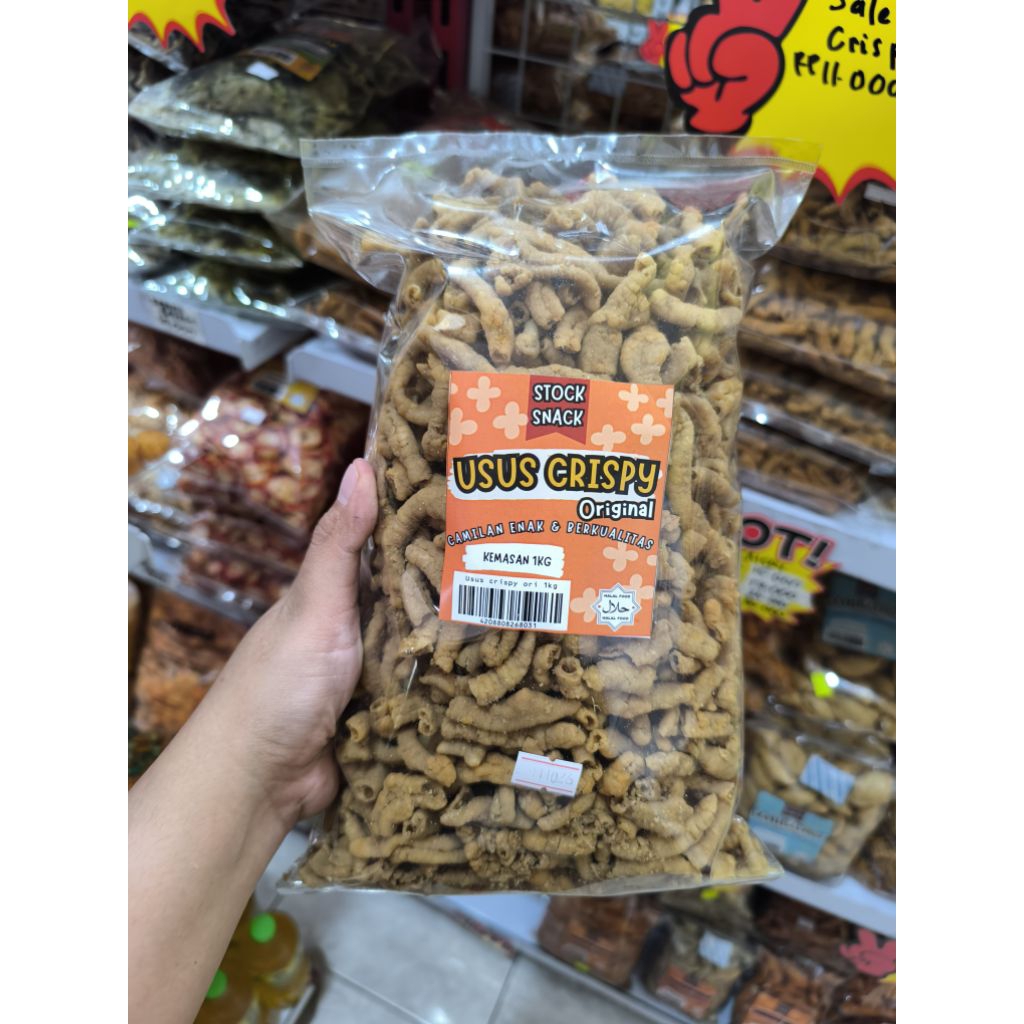 Sale
STOCK
SNACK
USUS CRISPY
Original
CAMILAN ENAK & BERKUALITAS
KEMASAN 1KG
Usus crispy ori 1kg
4208808268031
HALAL FOOD
حلال
HALAL FOOD